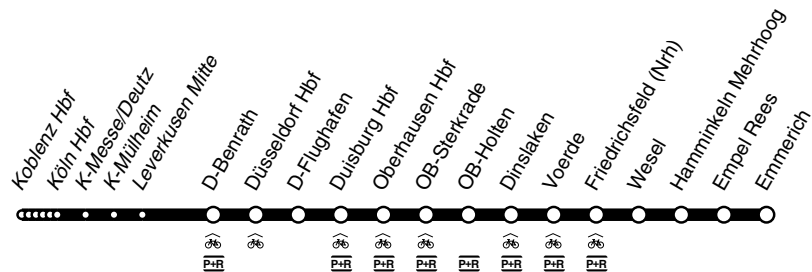 Koblenz Hbf
Köln Hbf
K-Messe/Deutz
K-Mülheim
Leverkusen Mitte
D-Benrath
Düsseldorf Hbf
D-Flughafen
Duisburg Hbf
Oberhausen Hbf
OB-Sterkrade
OB-Holten
Dinslaken
Voerde
Friedrichsfeld (Nrh)
Wesel
Hamminkeln Mehrhoog
Empel Rees
Emmerich
P+R P+R P+R P+R P+R P+R P+R P+R